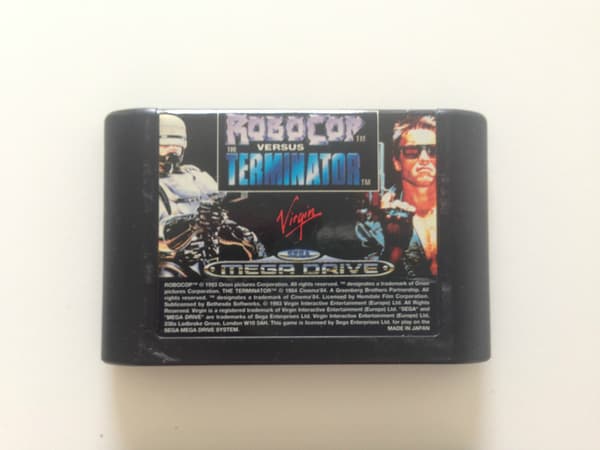 ROBOCOP™
VERSUS
THE
TERMINATOR™
Virgin
SEGA
MEGA DRIVE
ROBOCOP™ © 1993 Orion pictures Corporation. All rights reserved. ™ designates a trademark of Orion
pictures Corporation. THE TERMINATOR™ © 1984 Cinema'84. A Greenberg Brothers Partnership. All
rights reserved. ™ designates a trademark of Cinema'84. Licensed by Hemdale Film Corporation.
Sublicensed by Bethesda Softworks. © 1993 Virgin Interactive Entertainment (Europe) Ltd. All Rights
Reserved. Virgin is a registered trademark of Virgin Enterprises Ltd. "SEGA" and
"MEGA DRIVE" are trademarks of Sega Enterprises Ltd. Virgin Interactive Entertainment (Europe) Ltd.
338a Ladbroke Grove, London W10 5AH. This game is licensed by Sega Enterprises Ltd. for play on the
SEGA MEGA DRIVE SYSTEM. MADE IN JAPAN